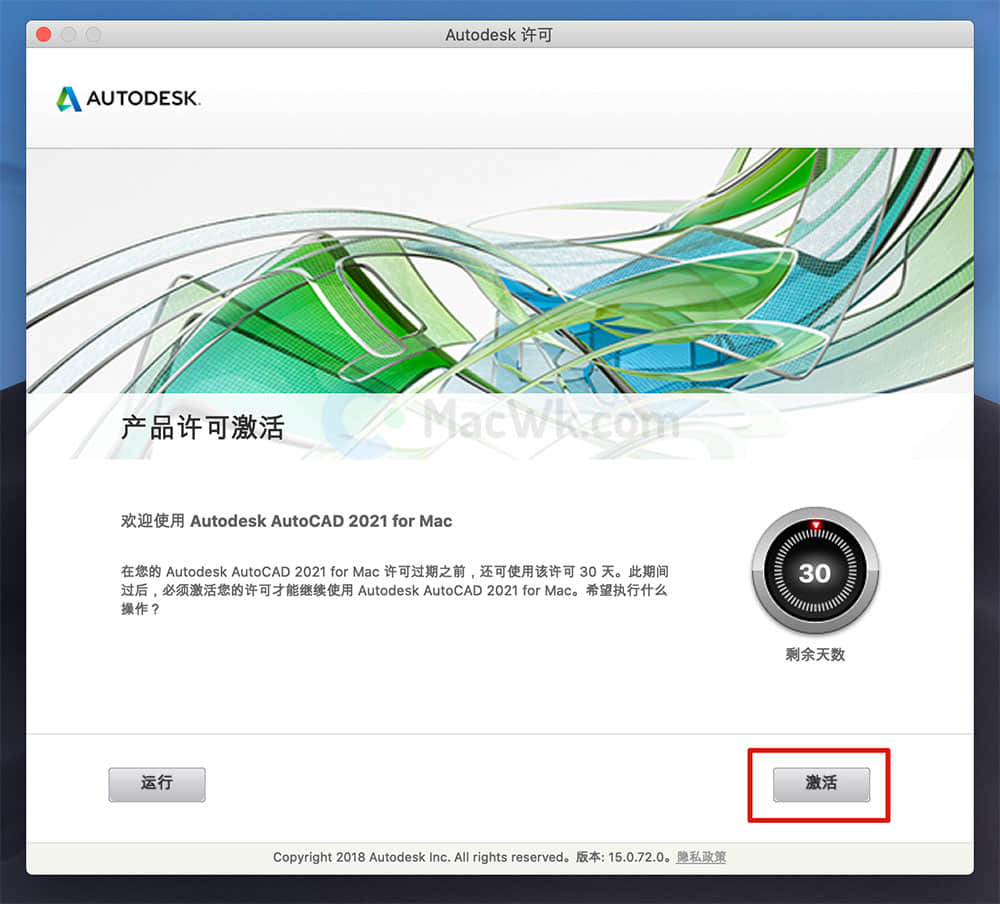 Autodesk 许可
AUTODESK.
产品许可激活
MacWk.com
欢迎使用 Autodesk AutoCAD 2021 for Mac
在您的 Autodesk AutoCAD 2021 for Mac 许可过期之前，还可使用该许可 30 天。此期间
过后，必须激活您的许可才能继续使用 Autodesk AutoCAD 2021 for Mac。希望执行什么
操作？
30
剩余天数
运行
激活
Copyright 2018 Autodesk Inc. All rights reserved。版本: 15.0.72.0。 隐私政策